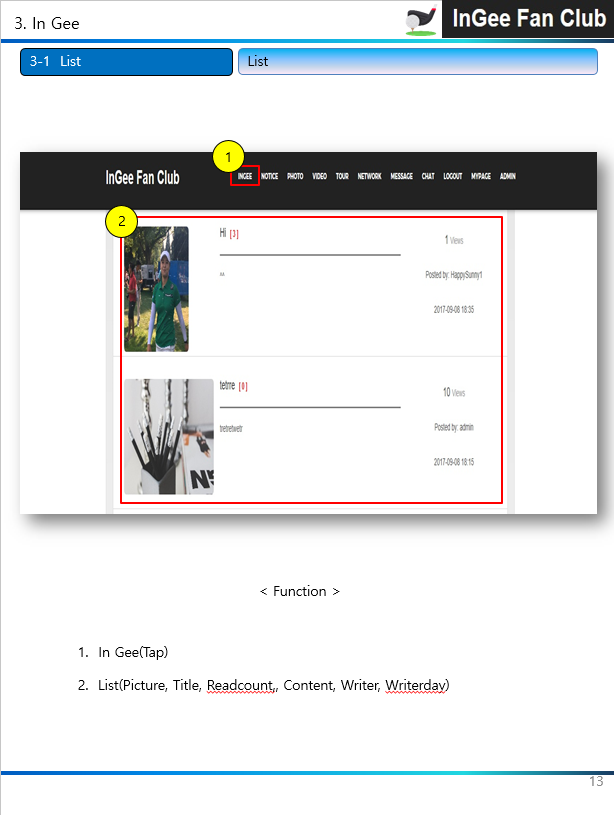 3. In Gee
InGee Fan Club
3-1 List
List
1
InGee Fan Club
INGEE NOTICE PHOTO VIDEO TOUR NETWORK MESSAGE CHAT LOGOUT MYPAGE ADMIN
2
Hi [3]
1 Views
^^
Posted by: HappySunny1
2017-09-08 18:35
tetrre [0]
10 Views
tretretwetr
Posted by: admin
2017-09-08 18:15
< Function >
1. In Gee(Tap)
2. List(Picture, Title, Readcount,, Content, Writer, Writerday)
13